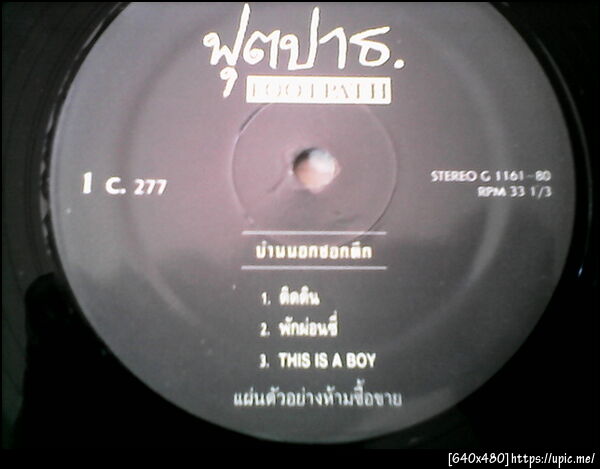 ฟุตปาธ.
FOOTPATH
1 C. 277
STEREO G 1161-80
RPM 33 1/3
บ้านนอกซอกตึก
1. ติดดิน
2. พักผ่อนซี่
3. THIS IS A BOY
แผ่นตัวอย่างห้ามซื้อขาย
[640x480]https://upic.me/